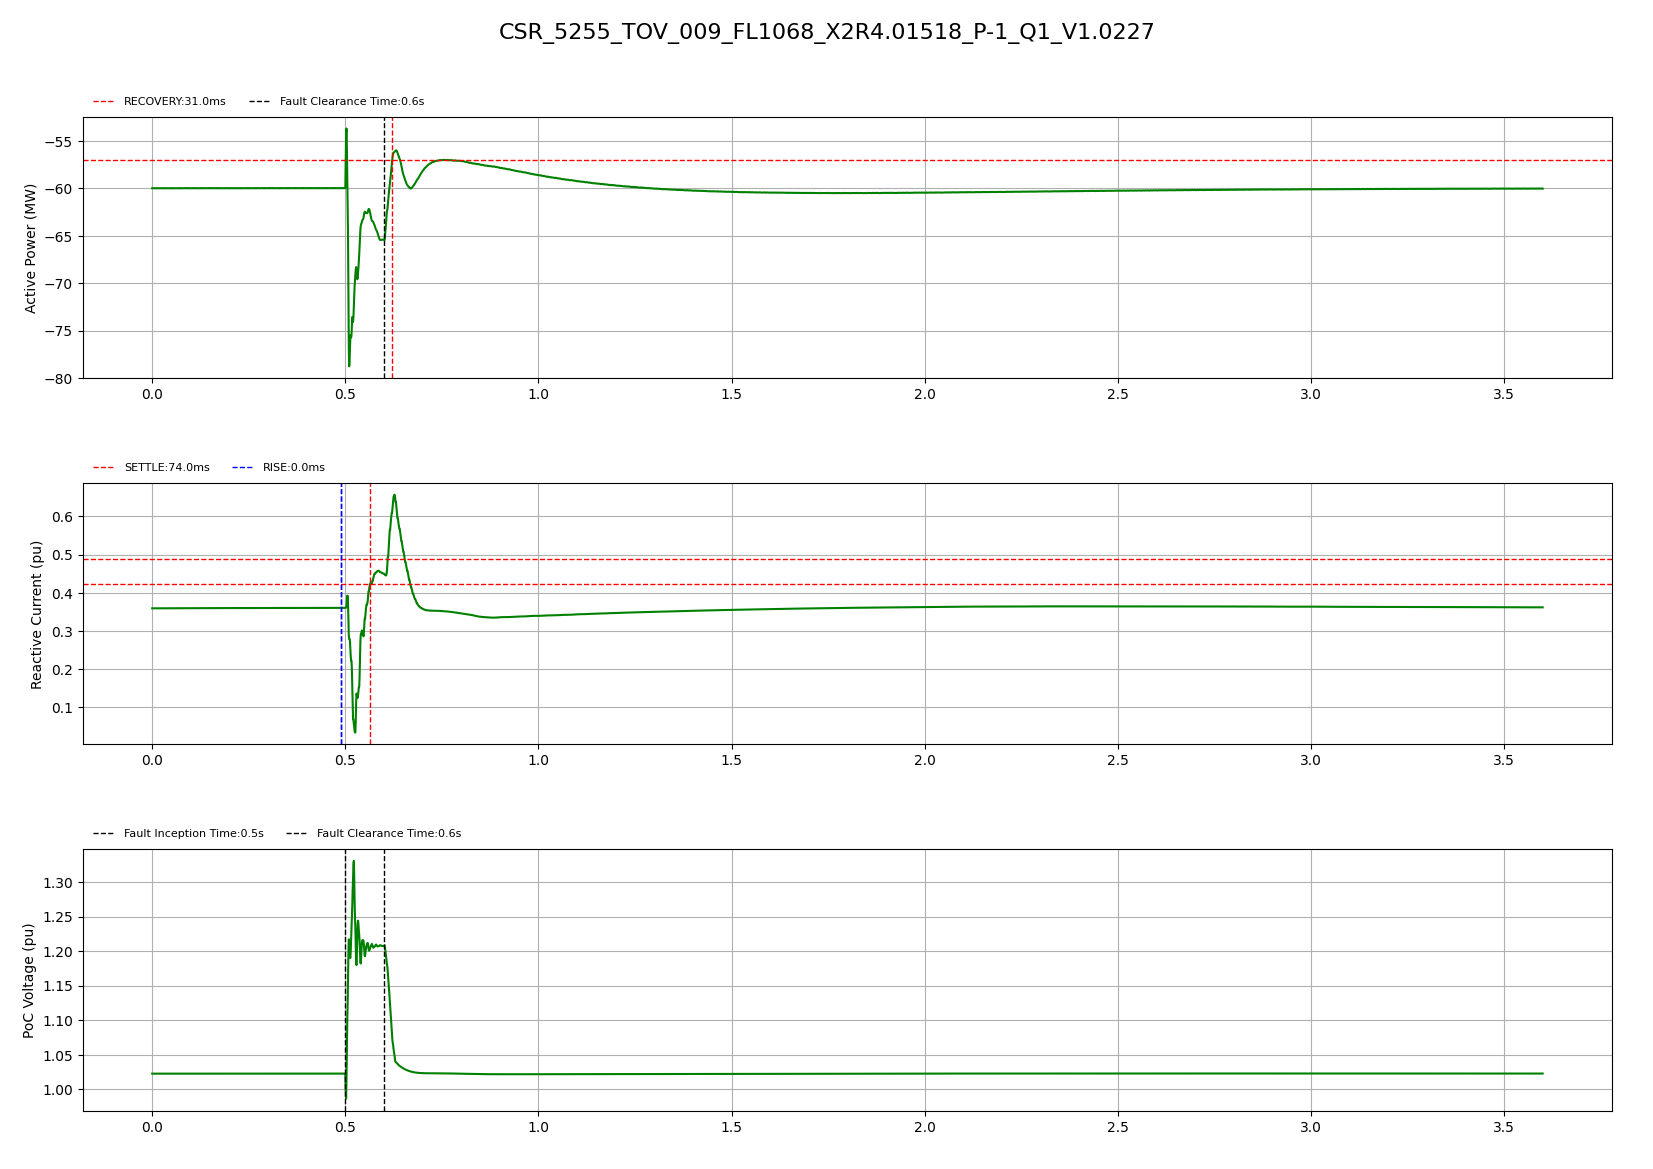 CSR_5255_TOV_009_FL1068_X2R4.01518_P-1_Q1_V1.0227
RECOVERY:31.0ms Fault Clearance Time:0.6s
Active Power (MW)
−55
−60
−65
−70
−75
−80
0.0 0.5 1.0 1.5 2.0 2.5 3.0 3.5
SETTLE:74.0ms RISE:0.0ms
Reactive Current (pu)
0.6
0.5
0.4
0.3
0.2
0.1
0.0 0.5 1.0 1.5 2.0 2.5 3.0 3.5
Fault Inception Time:0.5s Fault Clearance Time:0.6s
PoC Voltage (pu)
1.30
1.25
1.20
1.15
1.10
1.05
1.00
0.0 0.5 1.0 1.5 2.0 2.5 3.0 3.5